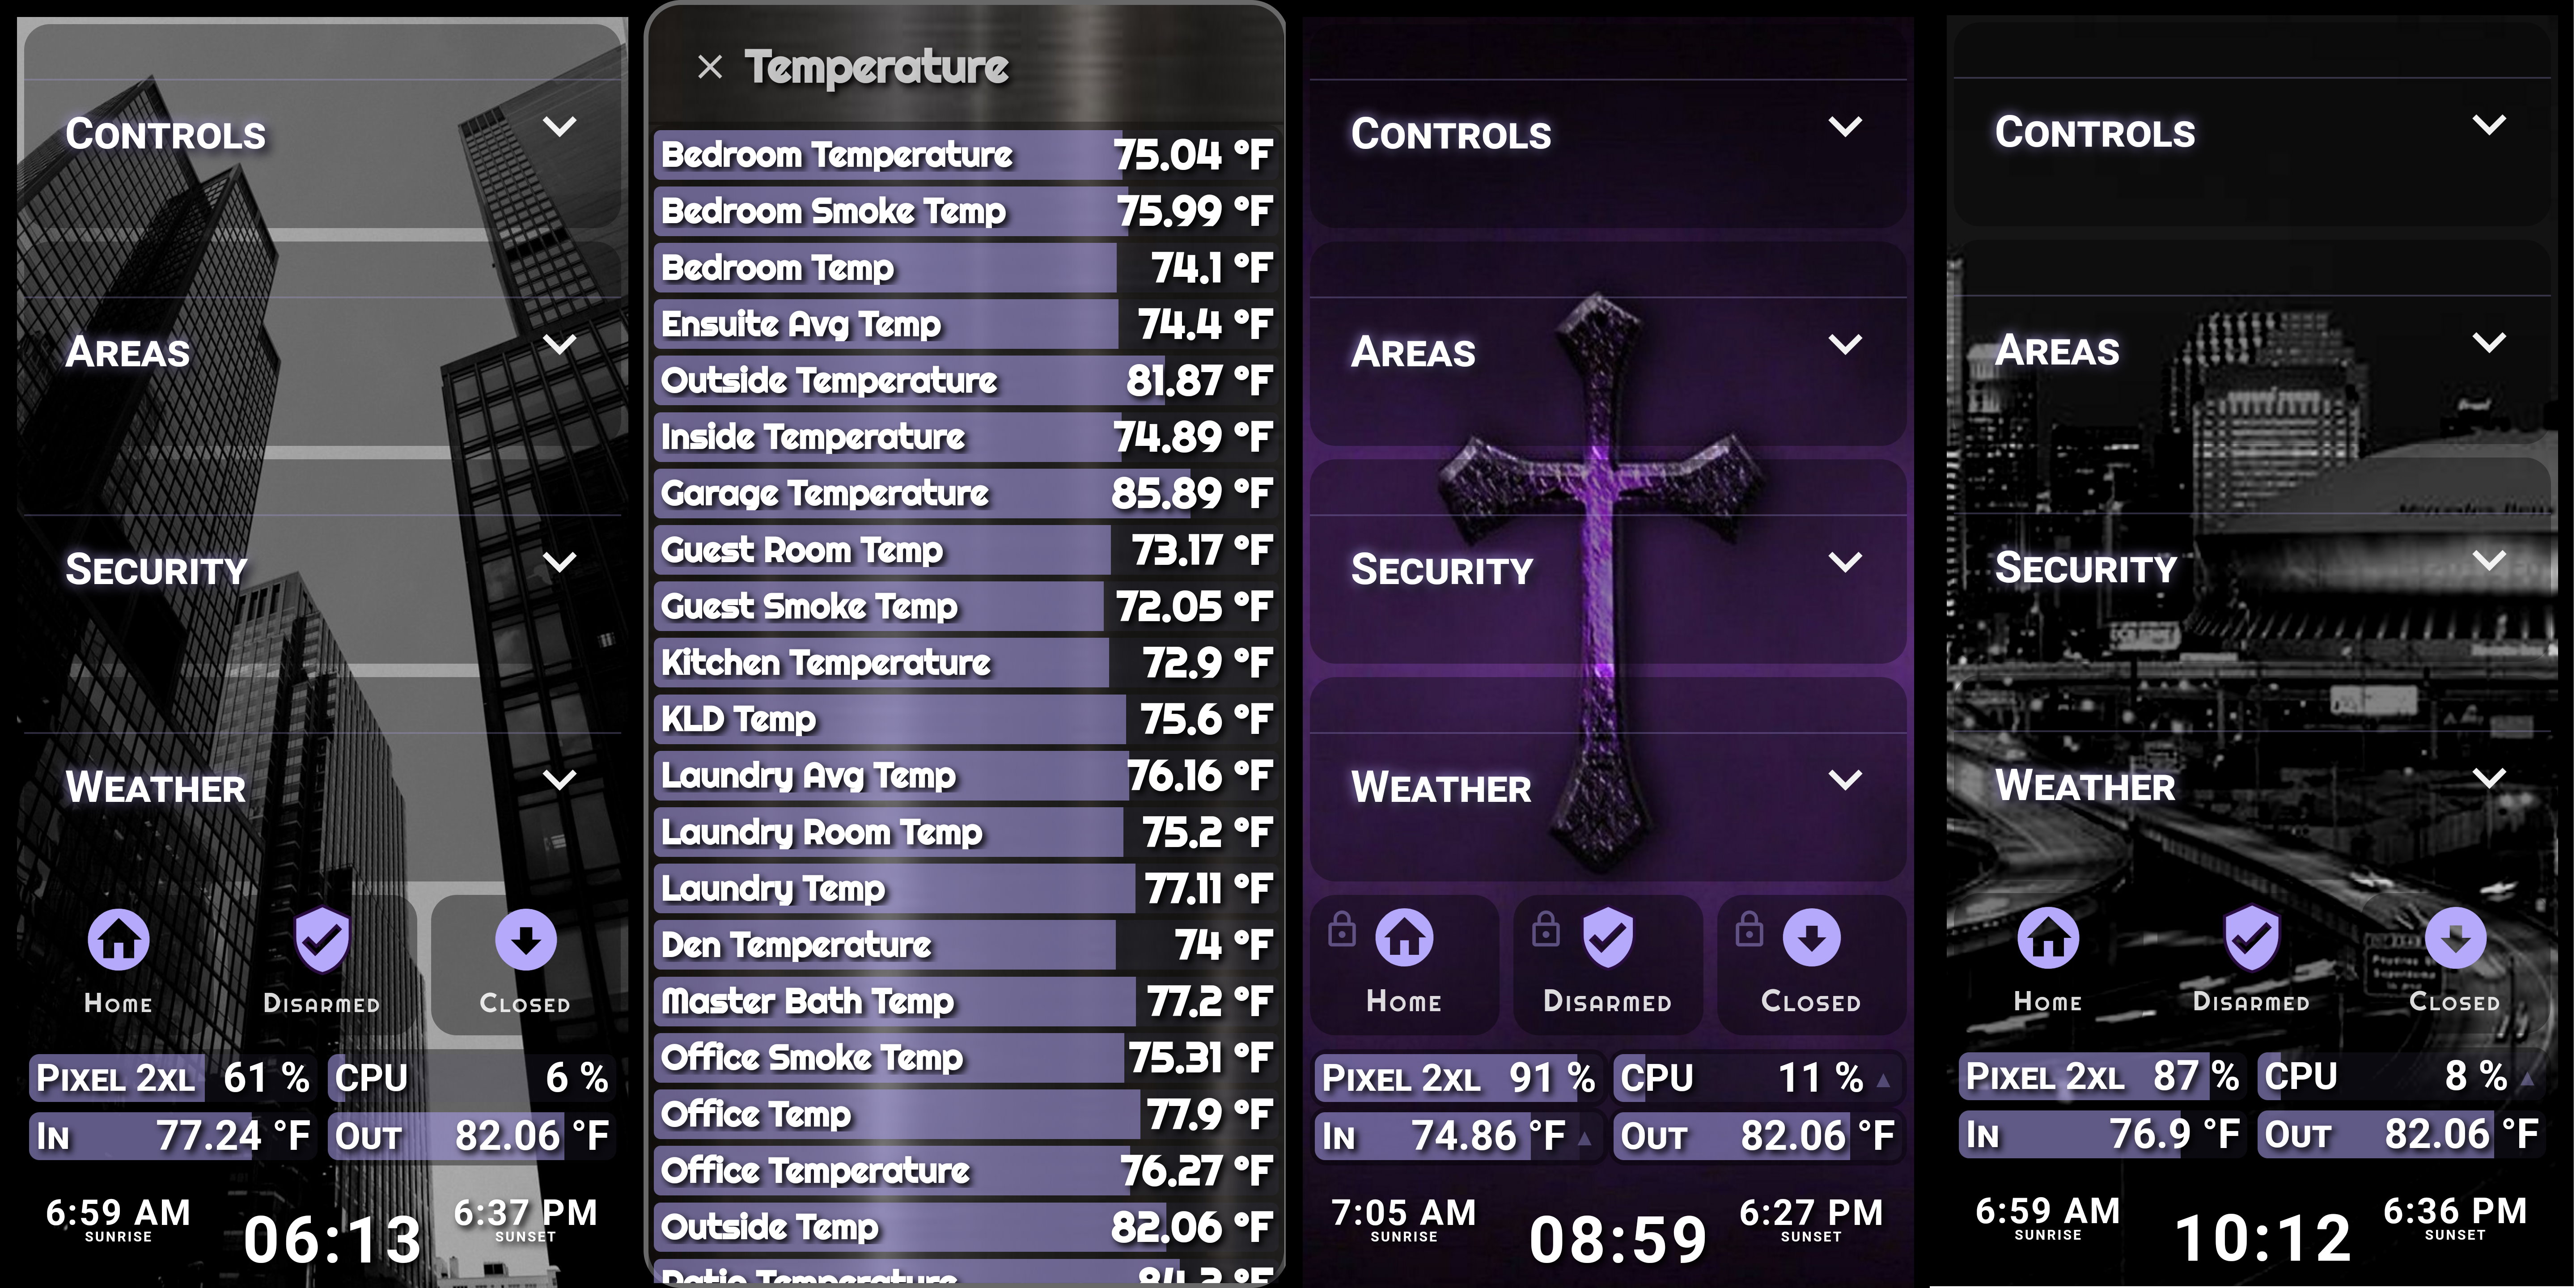 Controls
Areas
Security
Weather
Home Disarmed Closed
Pixel 2xl 61 % CPU 6 %
In 77.24 °F Out 82.06 °F
6:59 AM 06:13 6:37 PM
SUNRISE SUNSET
Temperature
Bedroom Temperature 75.04 °F
Bedroom Smoke Temp 75.99 °F
Bedroom Temp 74.1 °F
Ensuite Avg Temp 74.4 °F
Outside Temperature 81.87 °F
Inside Temperature 74.89 °F
Garage Temperature 85.89 °F
Guest Room Temp 73.17 °F
Guest Smoke Temp 72.05 °F
Kitchen Temperature 72.9 °F
KLD Temp 75.6 °F
Laundry Avg Temp 76.16 °F
Laundry Room Temp 75.2 °F
Laundry Temp 77.11 °F
Den Temperature 74 °F
Master Bath Temp 77.2 °F
Office Smoke Temp 75.31 °F
Office Temp 77.9 °F
Office Temperature 76.27 °F
Outside Temp 82.06 °F
Patio Temperature 84.2 °F
Controls
Areas
Security
Weather
Home Disarmed Closed
Pixel 2xl 91 % CPU 11 %
In 74.86 °F Out 82.06 °F
7:05 AM 08:59 6:27 PM
SUNRISE SUNSET
Controls
Areas
Security
Weather
Home Disarmed Closed
Pixel 2xl 87 % CPU 8 %
In 76.9 °F Out 82.06 °F
6:59 AM 10:12 6:36 PM
SUNRISE SUNSET